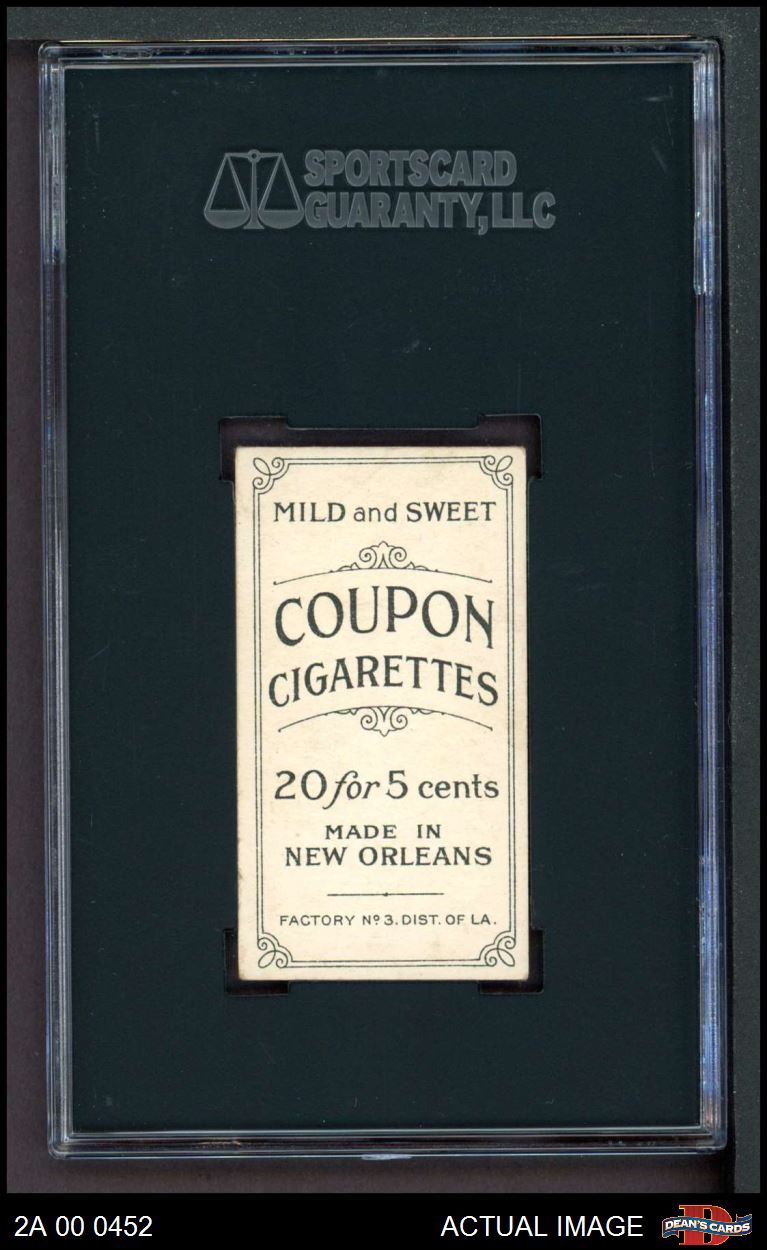 SPORTSCARD
GUARANTY, LLC
MILD and SWEET
COUPON
CIGARETTES
20 for 5 cents
MADE IN
NEW ORLEANS
FACTORY Nº 3. DIST. OF LA.
2A 00 0452
ACTUAL IMAGE
DEAN'S CARDS